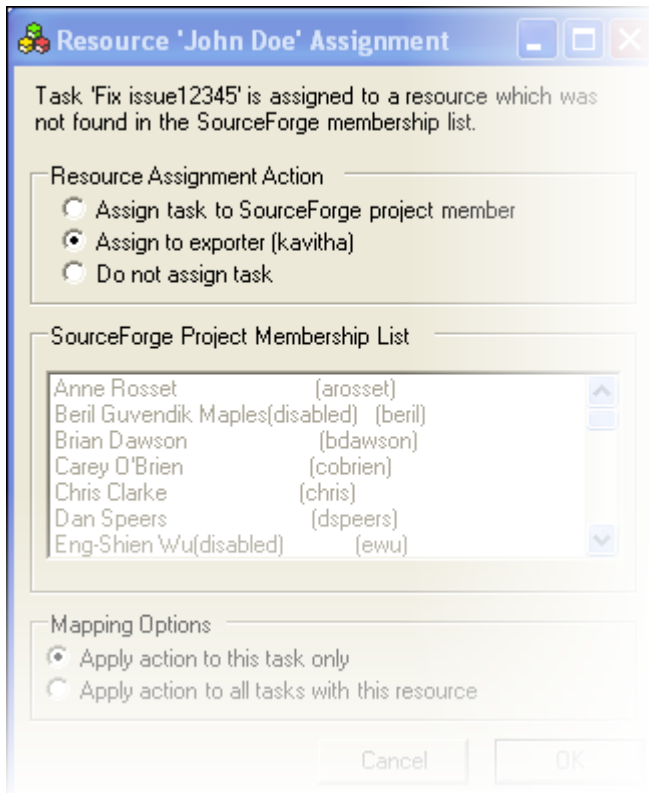 Resource 'John Doe' Assignment
Task 'Fix issue12345' is assigned to a resource which was
not found in the SourceForge membership list.
Resource Assignment Action
Assign task to SourceForge project member
Assign to exporter (kavitha)
Do not assign task
SourceForge Project Membership List
Anne Rosset (arosset)
Beril Guvendik Maples(disabled) (beril)
Brian Dawson (bdawson)
Carey O'Brien (cobrien)
Chris Clarke (chris)
Dan Speers (dspeers)
Eng-Shien Wu(disabled) (ewu)
Mapping Options
Apply action to this task only
Apply action to all tasks with this resource
Cancel OK